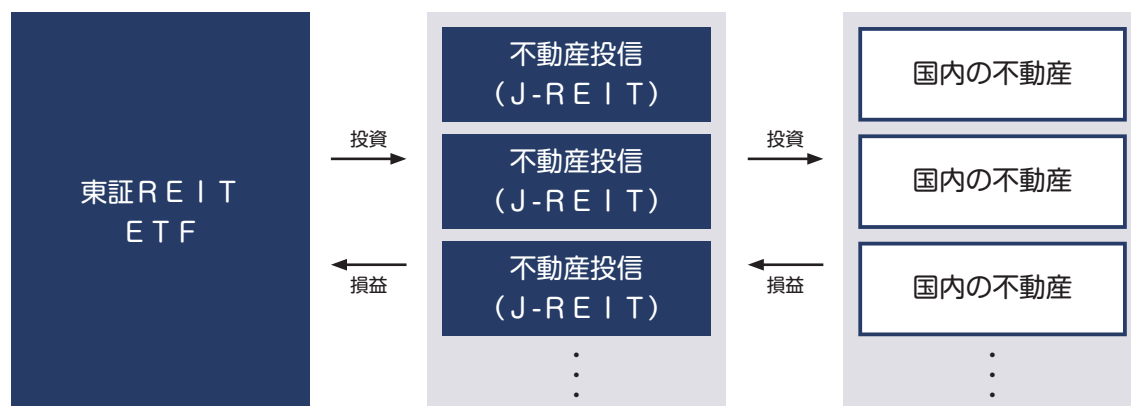 東証ＲＥＩＴ
ＥＴＦ
投資
損益
不動産投信
（Ｊ-ＲＥＩＴ）
不動産投信
（Ｊ-ＲＥＩＴ）
不動産投信
（Ｊ-ＲＥＩＴ）
・
・
・
投資
損益
国内の不動産
国内の不動産
国内の不動産
・
・
・